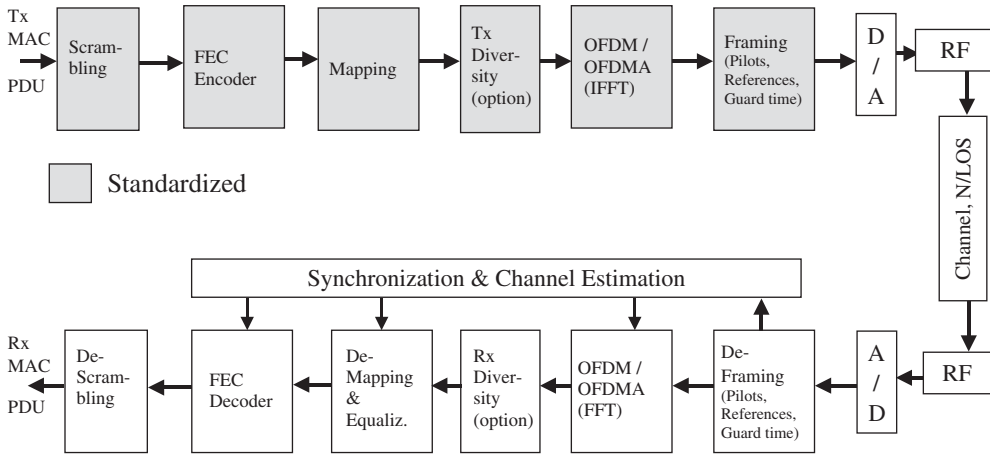 Tx
MAC
PDU
Scram-
bling
FEC
Encoder
Mapping
Tx
Diver-
sity
(option)
OFDM /
OFDMA
(IFFT)
Framing
(Pilots,
References,
Guard time)
D
/
A
RF
Standardized
Channel, N/LOS
Synchronization & Channel Estimation
Rx
MAC
PDU
De-
Scram-
bling
FEC
Decoder
De-
Mapping
&
Equaliz.
Rx
Diver-
sity
(option)
OFDM /
OFDMA
(FFT)
De-
Framing
(Pilots,
References,
Guard time)
A
/
D
RF